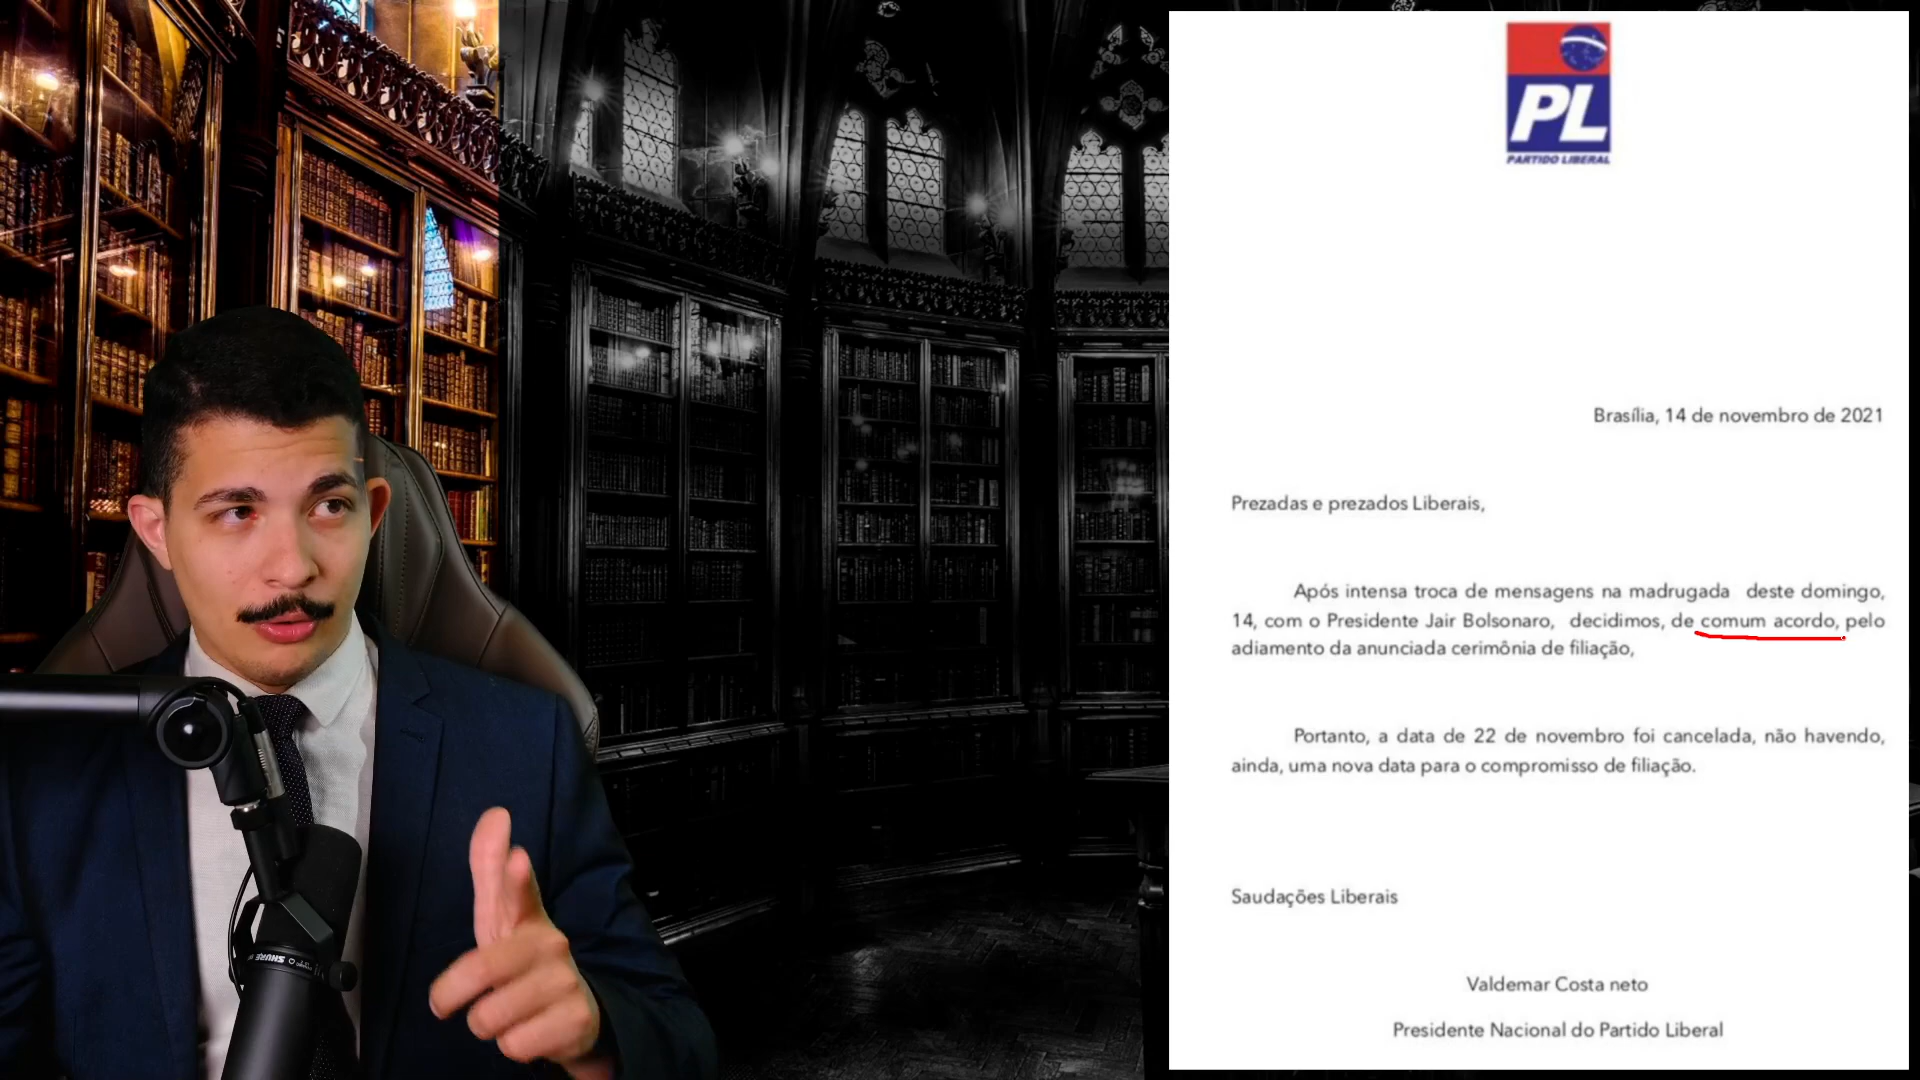 PL
PARTIDO LIBERAL
Brasília, 14 de novembro de 2021
Prezadas e prezados Liberais,
Após intensa troca de mensagens na madrugada deste domingo,
14, com o Presidente Jair Bolsonaro, decidimos, de comum acordo, pelo
adiamento da anunciada cerimônia de filiação,
Portanto, a data de 22 de novembro foi cancelada, não havendo,
ainda, uma nova data para o compromisso de filiação.
Saudações Liberais
Valdemar Costa neto
Presidente Nacional do Partido Liberal
SHURE